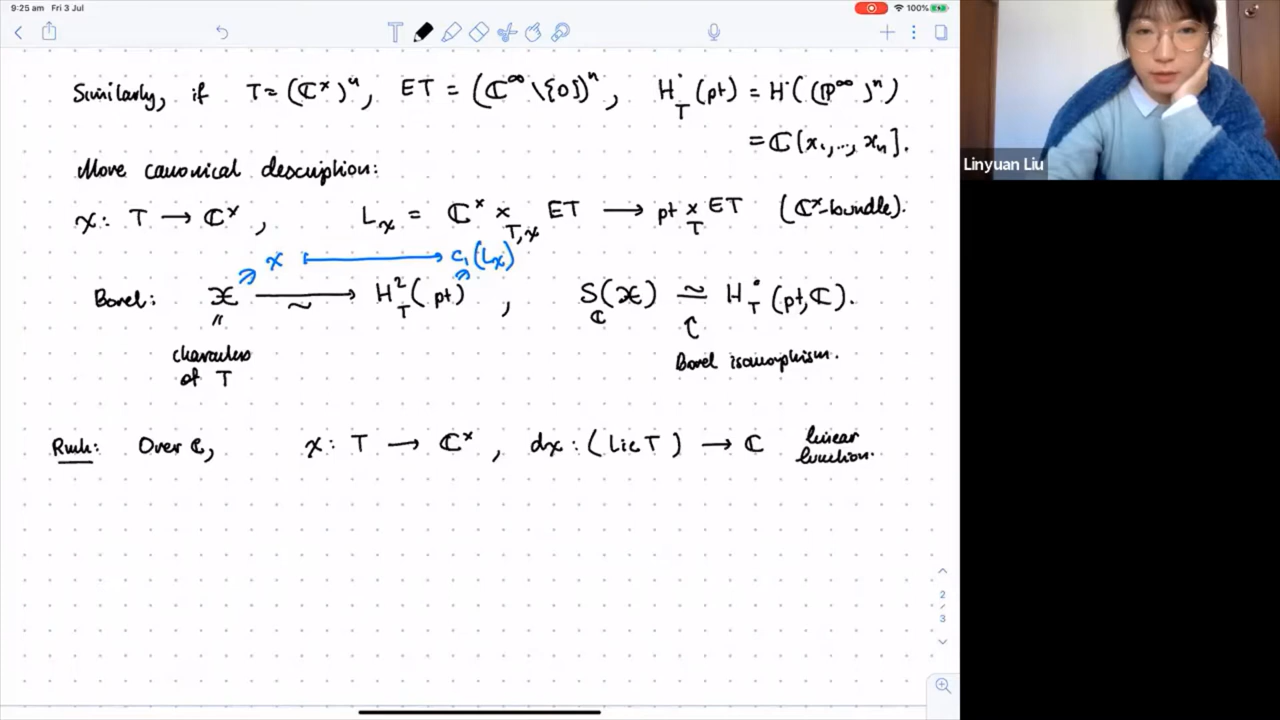 9:25 am Fri 3 Jul
100%
Similarly, if T = (ℂ^×)^n, ET = (ℂ^∞ \ {0})^n, H^•_T(pt) = H^•((ℙ^∞)^n)
= ℂ[x_1, ..., x_n].
More canonical description:
χ: T → ℂ^×, L_χ = ℂ^× ×_{T,χ} ET → pt ×_T ET (ℂ^×-bundle).
χ ↦ c_1(L_χ)
Borel: 𝔛 →~ H^2_T(pt), S_ℂ(𝔛) ≃ H^•_T(pt, ℂ).
characters
of T
Borel isomorphism.
Rmk: Over ℂ, χ: T → ℂ^×, dχ: (Lie T) → ℂ linear
function.
Linyuan Liu
2
/
3